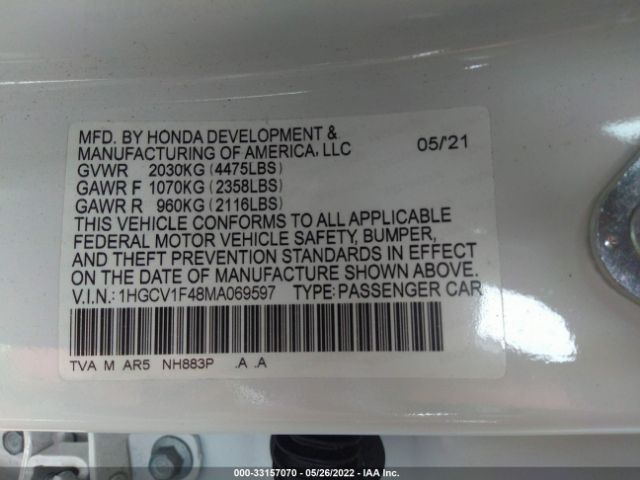 MFD. BY HONDA DEVELOPMENT &
MANUFACTURING OF AMERICA, LLC 05/'21
GVWR 2030KG (4475LBS)
GAWR F 1070KG (2358LBS)
GAWR R 960KG (2116LBS)
THIS VEHICLE CONFORMS TO ALL APPLICABLE
FEDERAL MOTOR VEHICLE SAFETY, BUMPER,
AND THEFT PREVENTION STANDARDS IN EFFECT
ON THE DATE OF MANUFACTURE SHOWN ABOVE.
V.I.N.: 1HGCV1F48MA069597 TYPE: PASSENGER CAR
TVA M AR5 NH883P .A .A
000-33157070 - 05/26/2022 - IAA Inc.